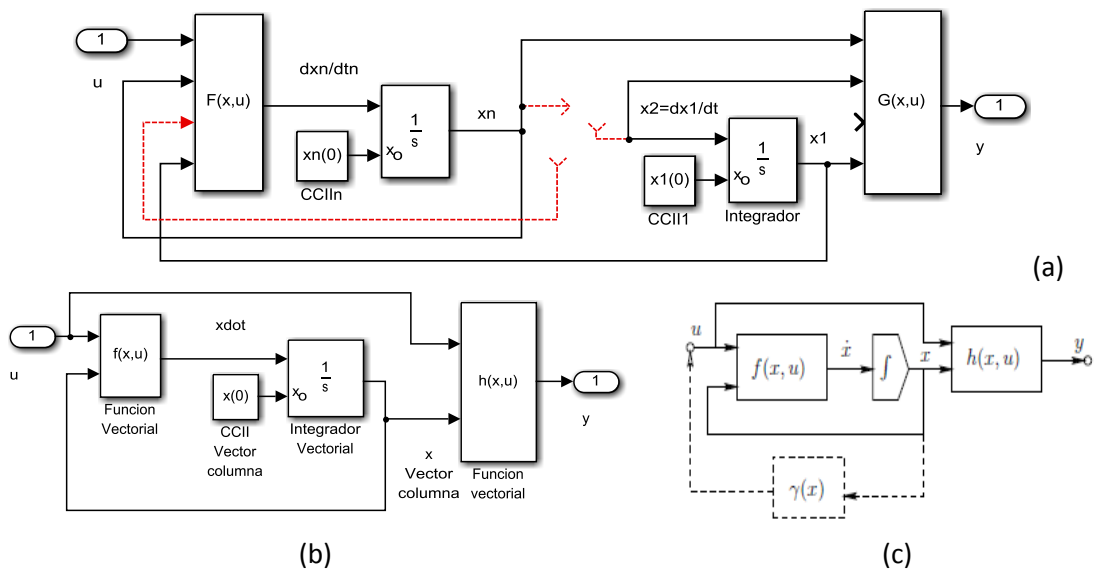 1
u
F(x,u)
dxn/dtn
xn(0)
CCIIn
1
s
xo
xn
x2=dx1/dt
x1(0)
CCII1
1
s
xo
Integrador
x1
G(x,u)
1
y
(a)
1
u
f(x,u)
Funcion
Vectorial
xdot
x(0)
CCII
Vector
columna
1
s
xo
Integrador
Vectorial
x
Vector
columna
h(x,u)
Funcion
vectorial
1
y
(b)
u
f(x, u)
ẋ
∫
x
h(x, u)
y
γ(x)
(c)